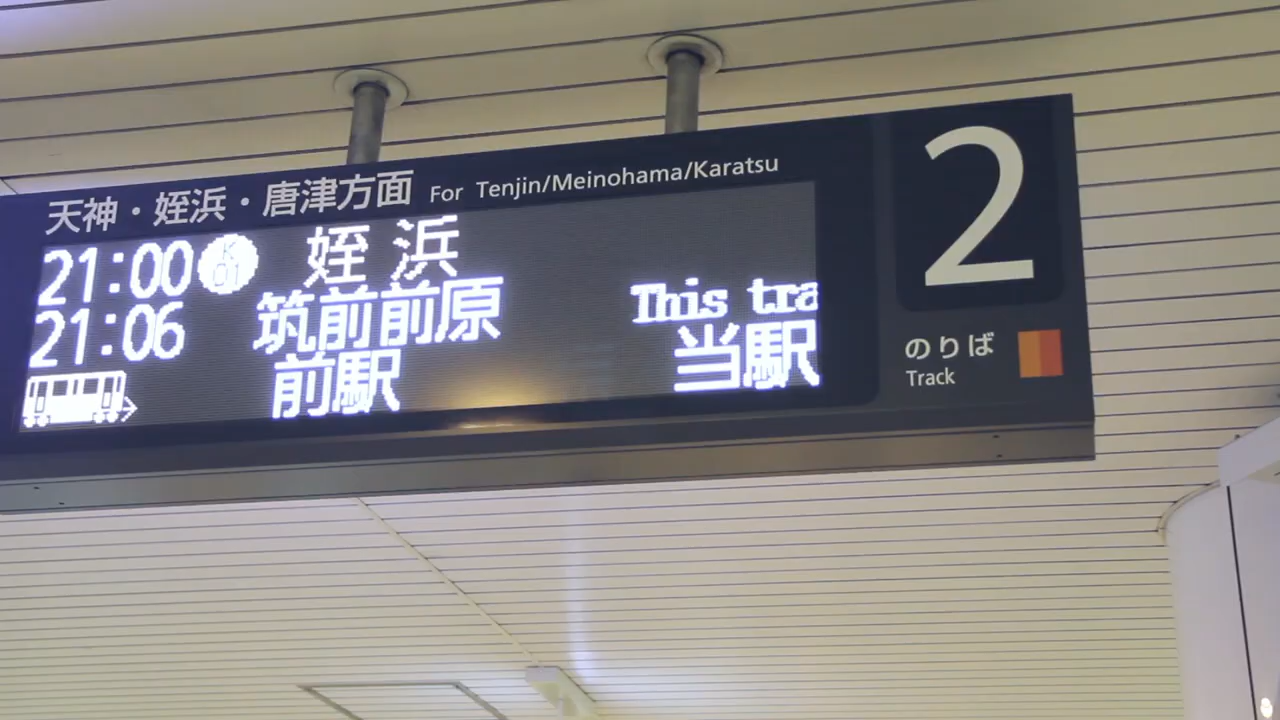 天神・姪浜・唐津方面 For Tenjin/Meinohama/Karatsu
21:00 K 01 姪浜
21:06 筑前前原 This tra
前駅 当駅
2
のりば
Track